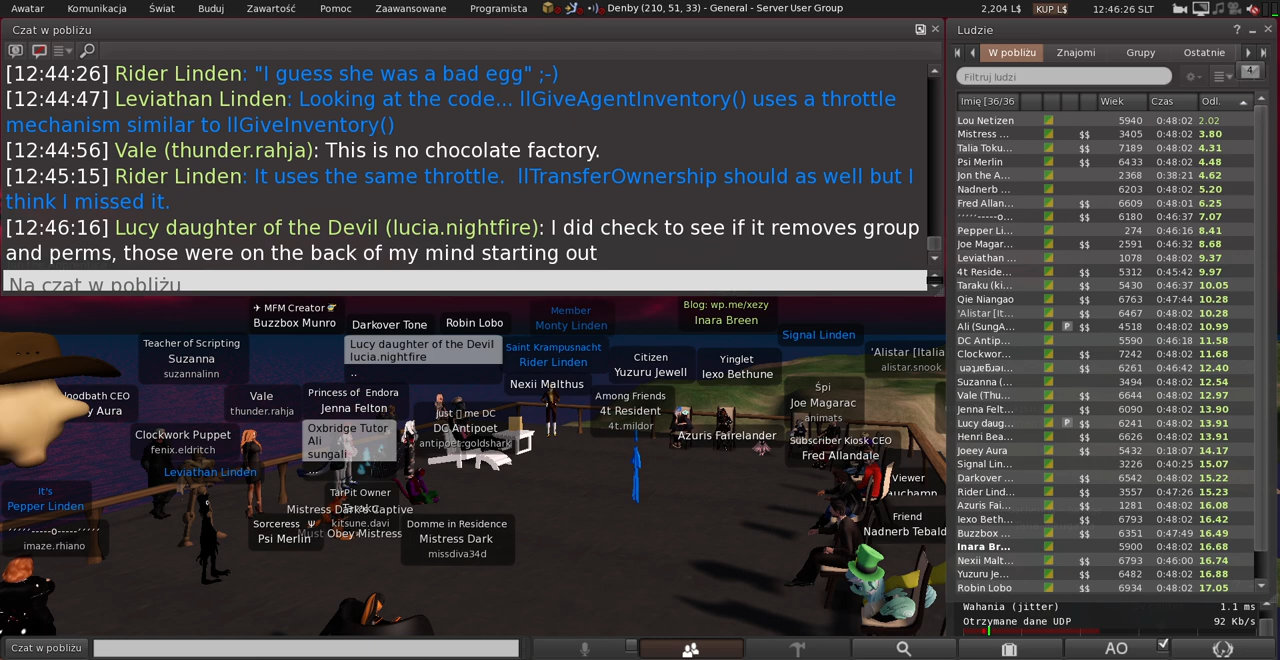 Awatar Komunikacja Świat Buduj Zawartość Pomoc Zaawansowane Programista Denby (210, 51, 33) - General - Server User Group 2,204 L$ KUP L$ 12:46:26 SLT
Czat w pobliżu
[12:44:26] Rider Linden: "I guess she was a bad egg" ;-)
[12:44:47] Leviathan Linden: Looking at the code... llGiveAgentInventory() uses a throttle
mechanism similar to llGiveInventory()
[12:44:56] Vale (thunder.rahja): This is no chocolate factory.
[12:45:15] Rider Linden: It uses the same throttle. llTransferOwnership should as well but I
think I missed it.
[12:46:16] Lucy daughter of the Devil (lucia.nightfire): I did check to see if it removes group
and perms, those were on the back of my mind starting out
Na czat w pobliżu
✈ MFM Creator
Buzzbox Munro
Darkover Tone
Robin Lobo
Member
Monty Linden
Blog: wp.me/xezy
Inara Breen
Signal Linden
Teacher of Scripting
Suzanna
suzannalinn
Lucy daughter of the Devil
lucia.nightfire
..
Saint Krampusnacht
Rider Linden
Nexii Malthus
Citizen
Yuzuru Jewell
Yinglet
Iexo Bethune
'Alistar [Italia
alistar.snook
loodbath CEO
y Aura
Vale
thunder.rahja
Princess of Endora
Jenna Felton
Among Friends
4t Resident
4t.mildor
Śpi
Joe Magarac
animats
Clockwork Puppet
fenix.eldritch
Oxbridge Tutor
Ali
sungali
...
just me DC
DC Antipoet
antipoet.goldshark
Azuris Fairelander
Subscriber Kiosk CEO
Fred Allandale
Leviathan Linden
It's
Pepper Linden
TarPit Owner
Taraku
kitsune.davi
Mistress Dark's Captive
Must Obey Mistress
Viewer
auchamp
Sorceress Ψ
Psi Merlin
Domme in Residence
Mistress Dark
missdiva34d
Friend
Nadnerb Tebald
′′′′′-----o-----′′′′′
imaze.rhiano
Czat w pobliżu
AO
Ludzie
W pobliżu Znajomi Grupy Ostatnie
Filtruj ludzi 4
Imię [36/36 Wiek Czas Odl.
Lou Netizen 5940 0:48:02 2.02
Mistress ... $$ 3405 0:48:02 3.80
Talia Toku... $$ 7189 0:48:02 4.31
Psi Merlin $$ 6433 0:48:02 4.48
Jon the A... 2368 0:38:21 4.62
Nadnerb ... 6203 0:48:02 5.20
Fred Allan... $$ 6609 0:48:01 6.25
′′′′′-----o... $$ 6180 0:46:37 7.07
Pepper Li... 274 0:46:16 8.41
Joe Magar... $$ 2591 0:46:32 8.68
Leviathan ... 1078 0:48:02 9.37
4t Reside... $$ 5312 0:45:42 9.97
Taraku (ki... $$ 5430 0:46:37 10.05
Qie Niangao $$ 6763 0:47:44 10.28
'Alistar [It... $$ 6467 0:48:02 10.28
Ali (SungA... P $$ 4518 0:48:02 10.99
DC Antip... 5590 0:46:18 11.58
Clockwor... $$ 7242 0:48:02 11.68
$$ 6261 0:46:42 12.40
Suzanna (... 3494 0:48:02 12.54
Vale (Thu... $$ 6644 0:48:02 12.97
Jenna Felt... $$ 6090 0:48:02 13.90
Lucy daug... P $$ 6241 0:48:02 13.91
Henri Bea... $$ 6626 0:48:02 13.91
Joeey Aura $$ 5432 0:18:07 14.17
Signal Lin... 3226 0:40:25 15.07
Darkover ... $$ 6542 0:48:02 15.22
Rider Lind... $$ 3557 0:47:26 15.23
Azuris Fai... $$ 1281 0:48:02 16.08
Iexo Beth... $$ 6793 0:48:02 16.42
Buzzbox ... $$ 6351 0:47:49 16.49
Inara Br... 5900 0:48:02 16.68
Nexii Malt... $$ 6793 0:46:00 16.74
Yuzuru Je... $$ 6482 0:48:02 16.88
Robin Lobo $$ 6934 0:48:02 17.05
Wahania (jitter) 1.1 ms
Otrzymane dane UDP 92 Kb/s